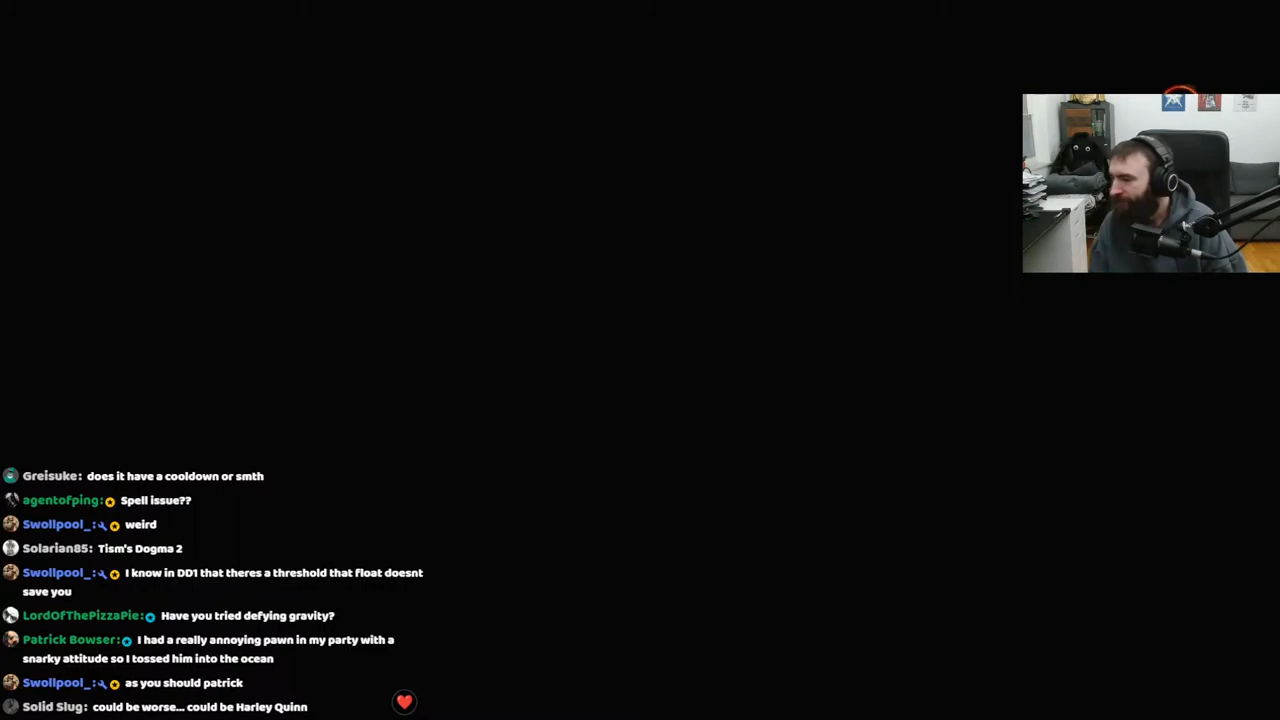 Greisuke: does it have a cooldown or smth
agentofping: Spell issue??
Swollpool_: weird
Solarian85: Tism's Dogma 2
Swollpool_: I know in DD1 that theres a threshold that float doesnt
save you
LordOfThePizzaPie: Have you tried defying gravity?
Patrick Bowser: I had a really annoying pawn in my party with a
snarky attitude so I tossed him into the ocean
Swollpool_: as you should patrick
Solid Slug: could be worse... could be Harley Quinn